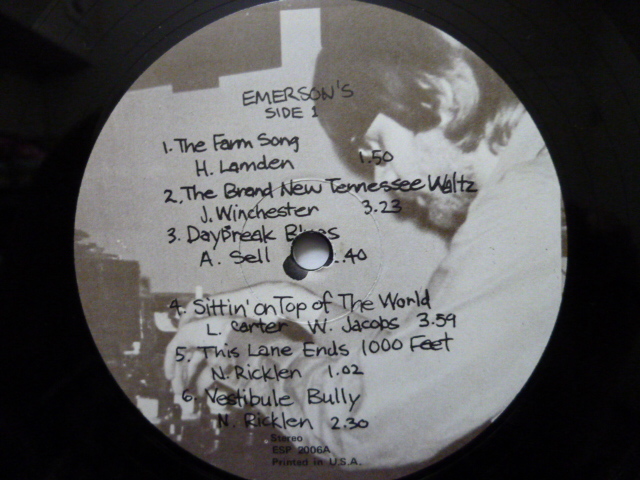 EMERSON'S
SIDE 1
1. The Farm Song
H. Lamden 1.50
2. The Brand New Tennessee Waltz
J. Winchester 3.23
3. Daybreak Blues
A. Sell .40
4. Sittin' on Top of The World
L. Carter W. Jacobs 3.59
5. This Lane Ends 1000 Feet
N. Ricklen 1.02
6. Vestibule Bully
N. Ricklen 2.30
Stereo
ESP 2006A
Printed in U.S.A.